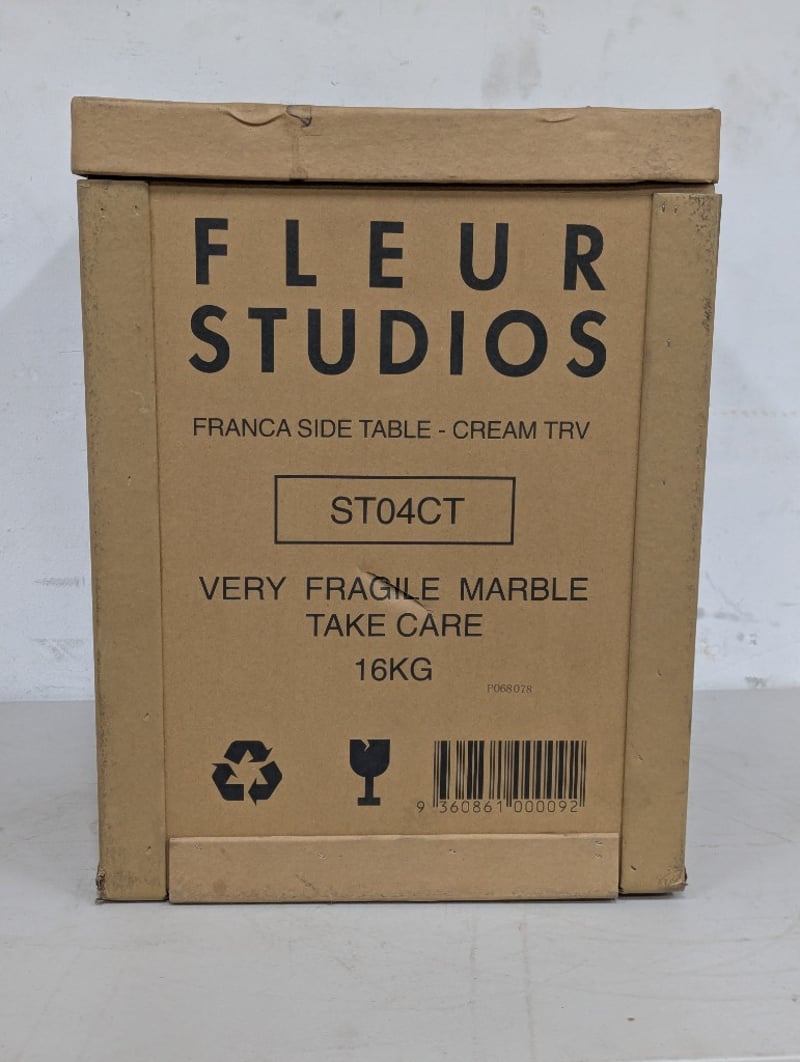 FLEUR
STUDIOS
FRANCA SIDE TABLE - CREAM TRV
ST04CT
VERY FRAGILE MARBLE
TAKE CARE
16KG
P068078
9 360861 000092